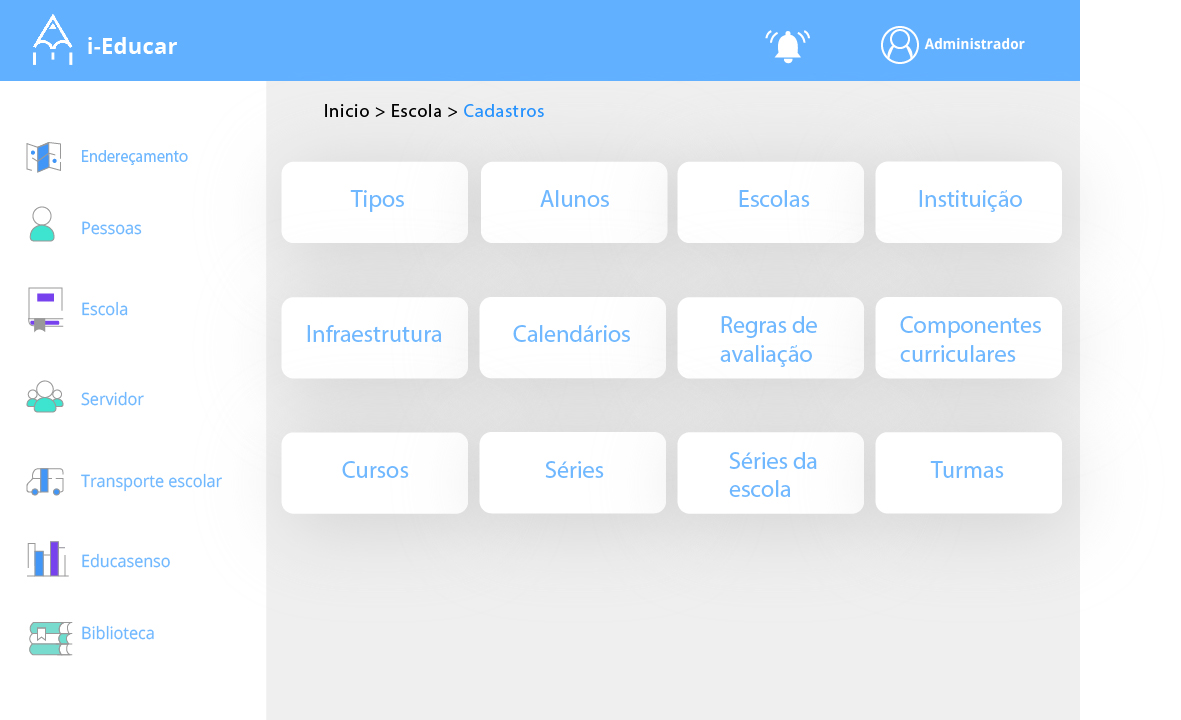 i-Educar
Administrador
Inicio > Escola > Cadastros
Endereçamento
Pessoas
Escola
Servidor
Transporte escolar
Educasenso
Biblioteca
Tipos
Alunos
Escolas
Instituição
Infraestrutura
Calendários
Regras de
avaliação
Componentes
curriculares
Cursos
Séries
Séries da
escola
Turmas